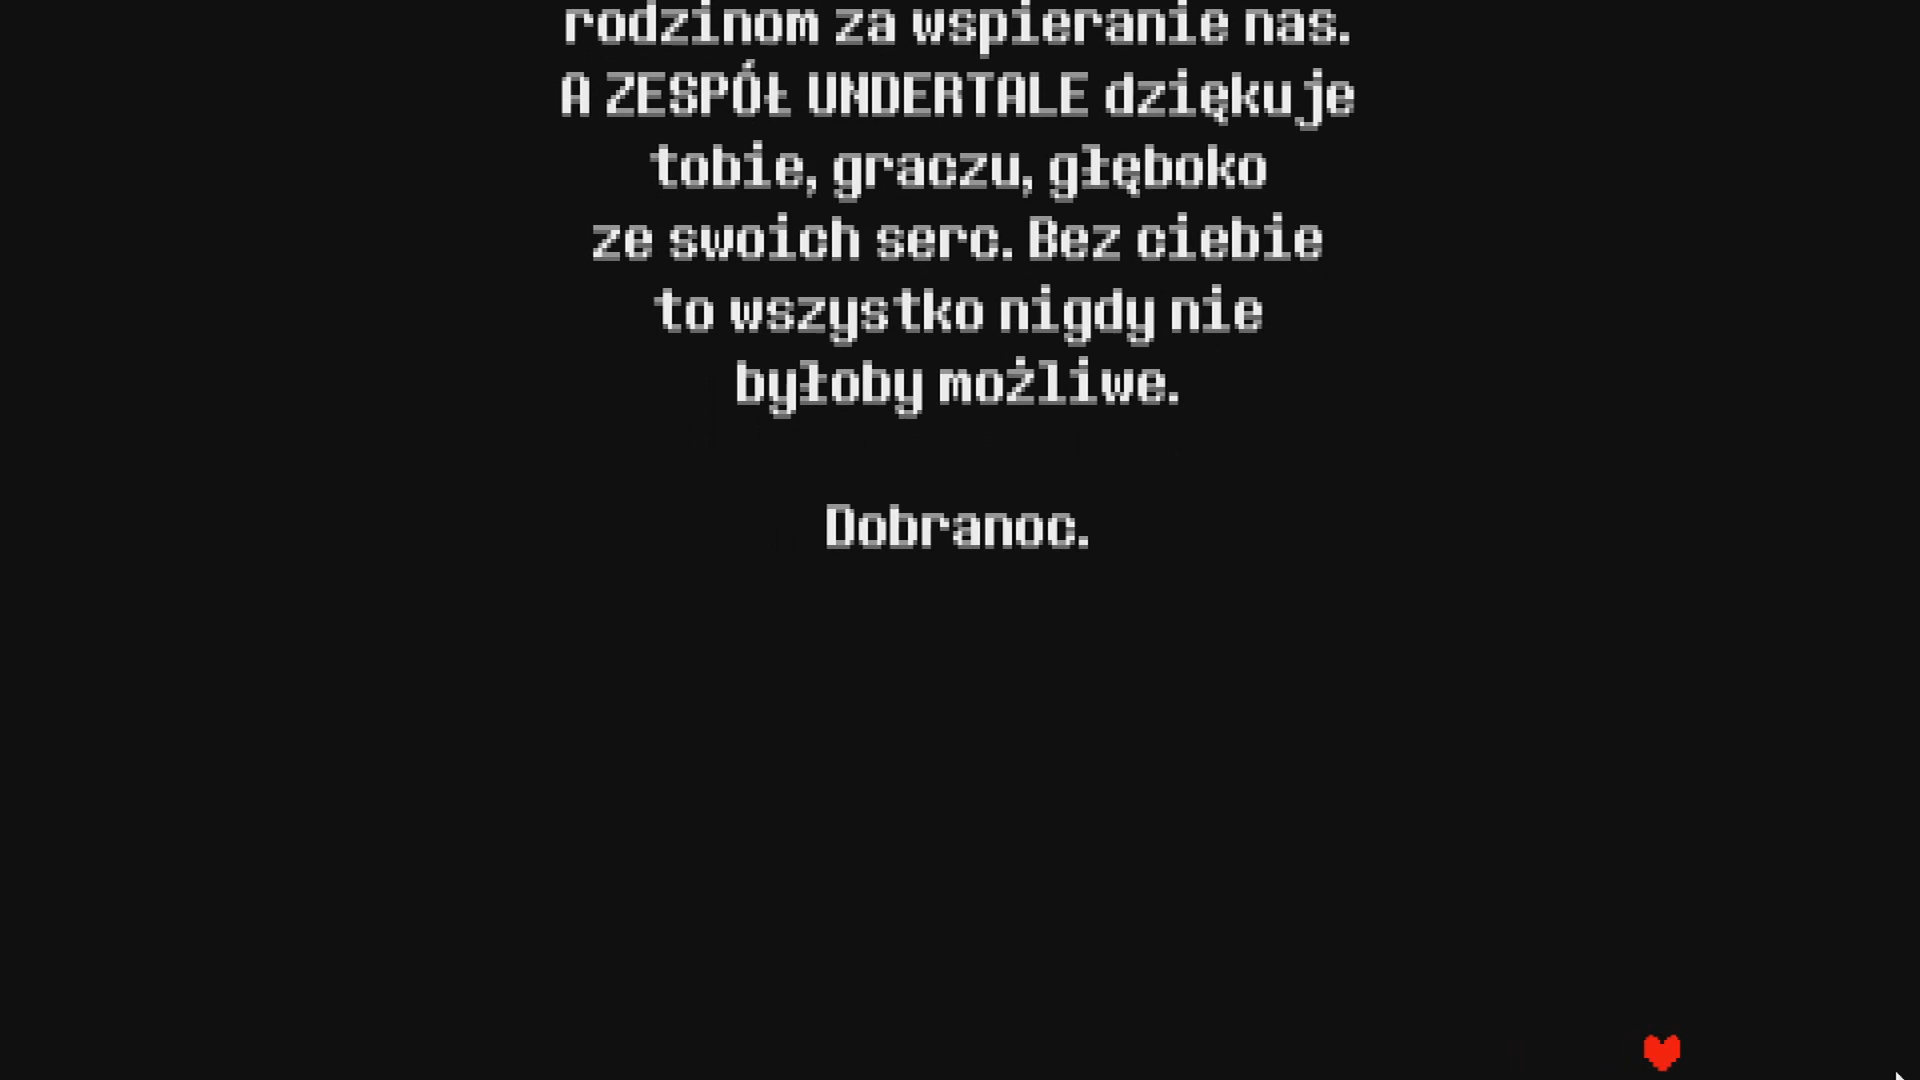 rodzinom za wspieranie nas.
A ZESPÓŁ UNDERTALE dziękuje
tobie, graczu, głęboko
ze swoich serc. Bez ciebie
to wszystko nigdy nie
byłoby możliwe.
Dobranoc.